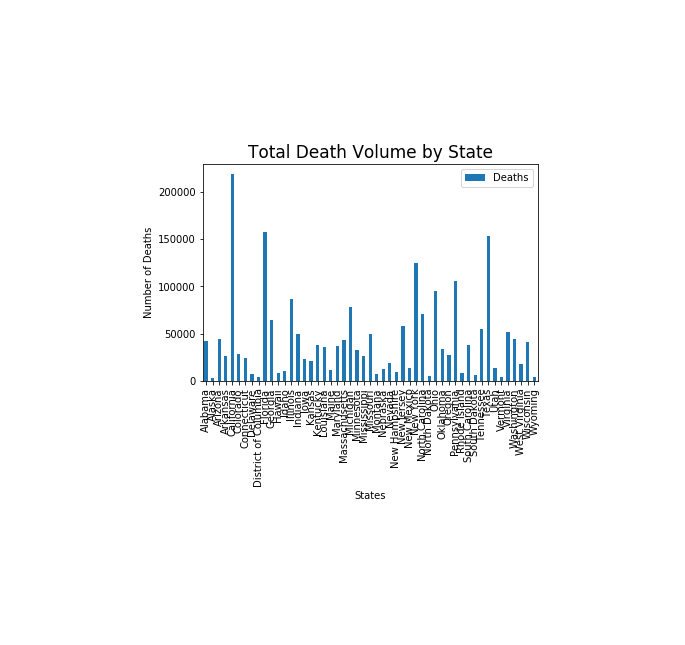 Total Death Volume by State
Deaths
200000
150000
100000
50000
0
Number of Deaths
Alabama
Alaska
Arizona
Arkansas
California
Colorado
Connecticut
Delaware
District of Columbia
Florida
Georgia
Hawaii
Idaho
Illinois
Indiana
Iowa
Kansas
Kentucky
Louisiana
Maine
Maryland
Massachusetts
Michigan
Minnesota
Mississippi
Missouri
Montana
Nebraska
Nevada
New Hampshire
New Jersey
New Mexico
New York
North Carolina
North Dakota
Ohio
Oklahoma
Oregon
Pennsylvania
Rhode Island
South Carolina
South Dakota
Tennessee
Texas
Utah
Vermont
Virginia
Washington
West Virginia
Wisconsin
Wyoming
States